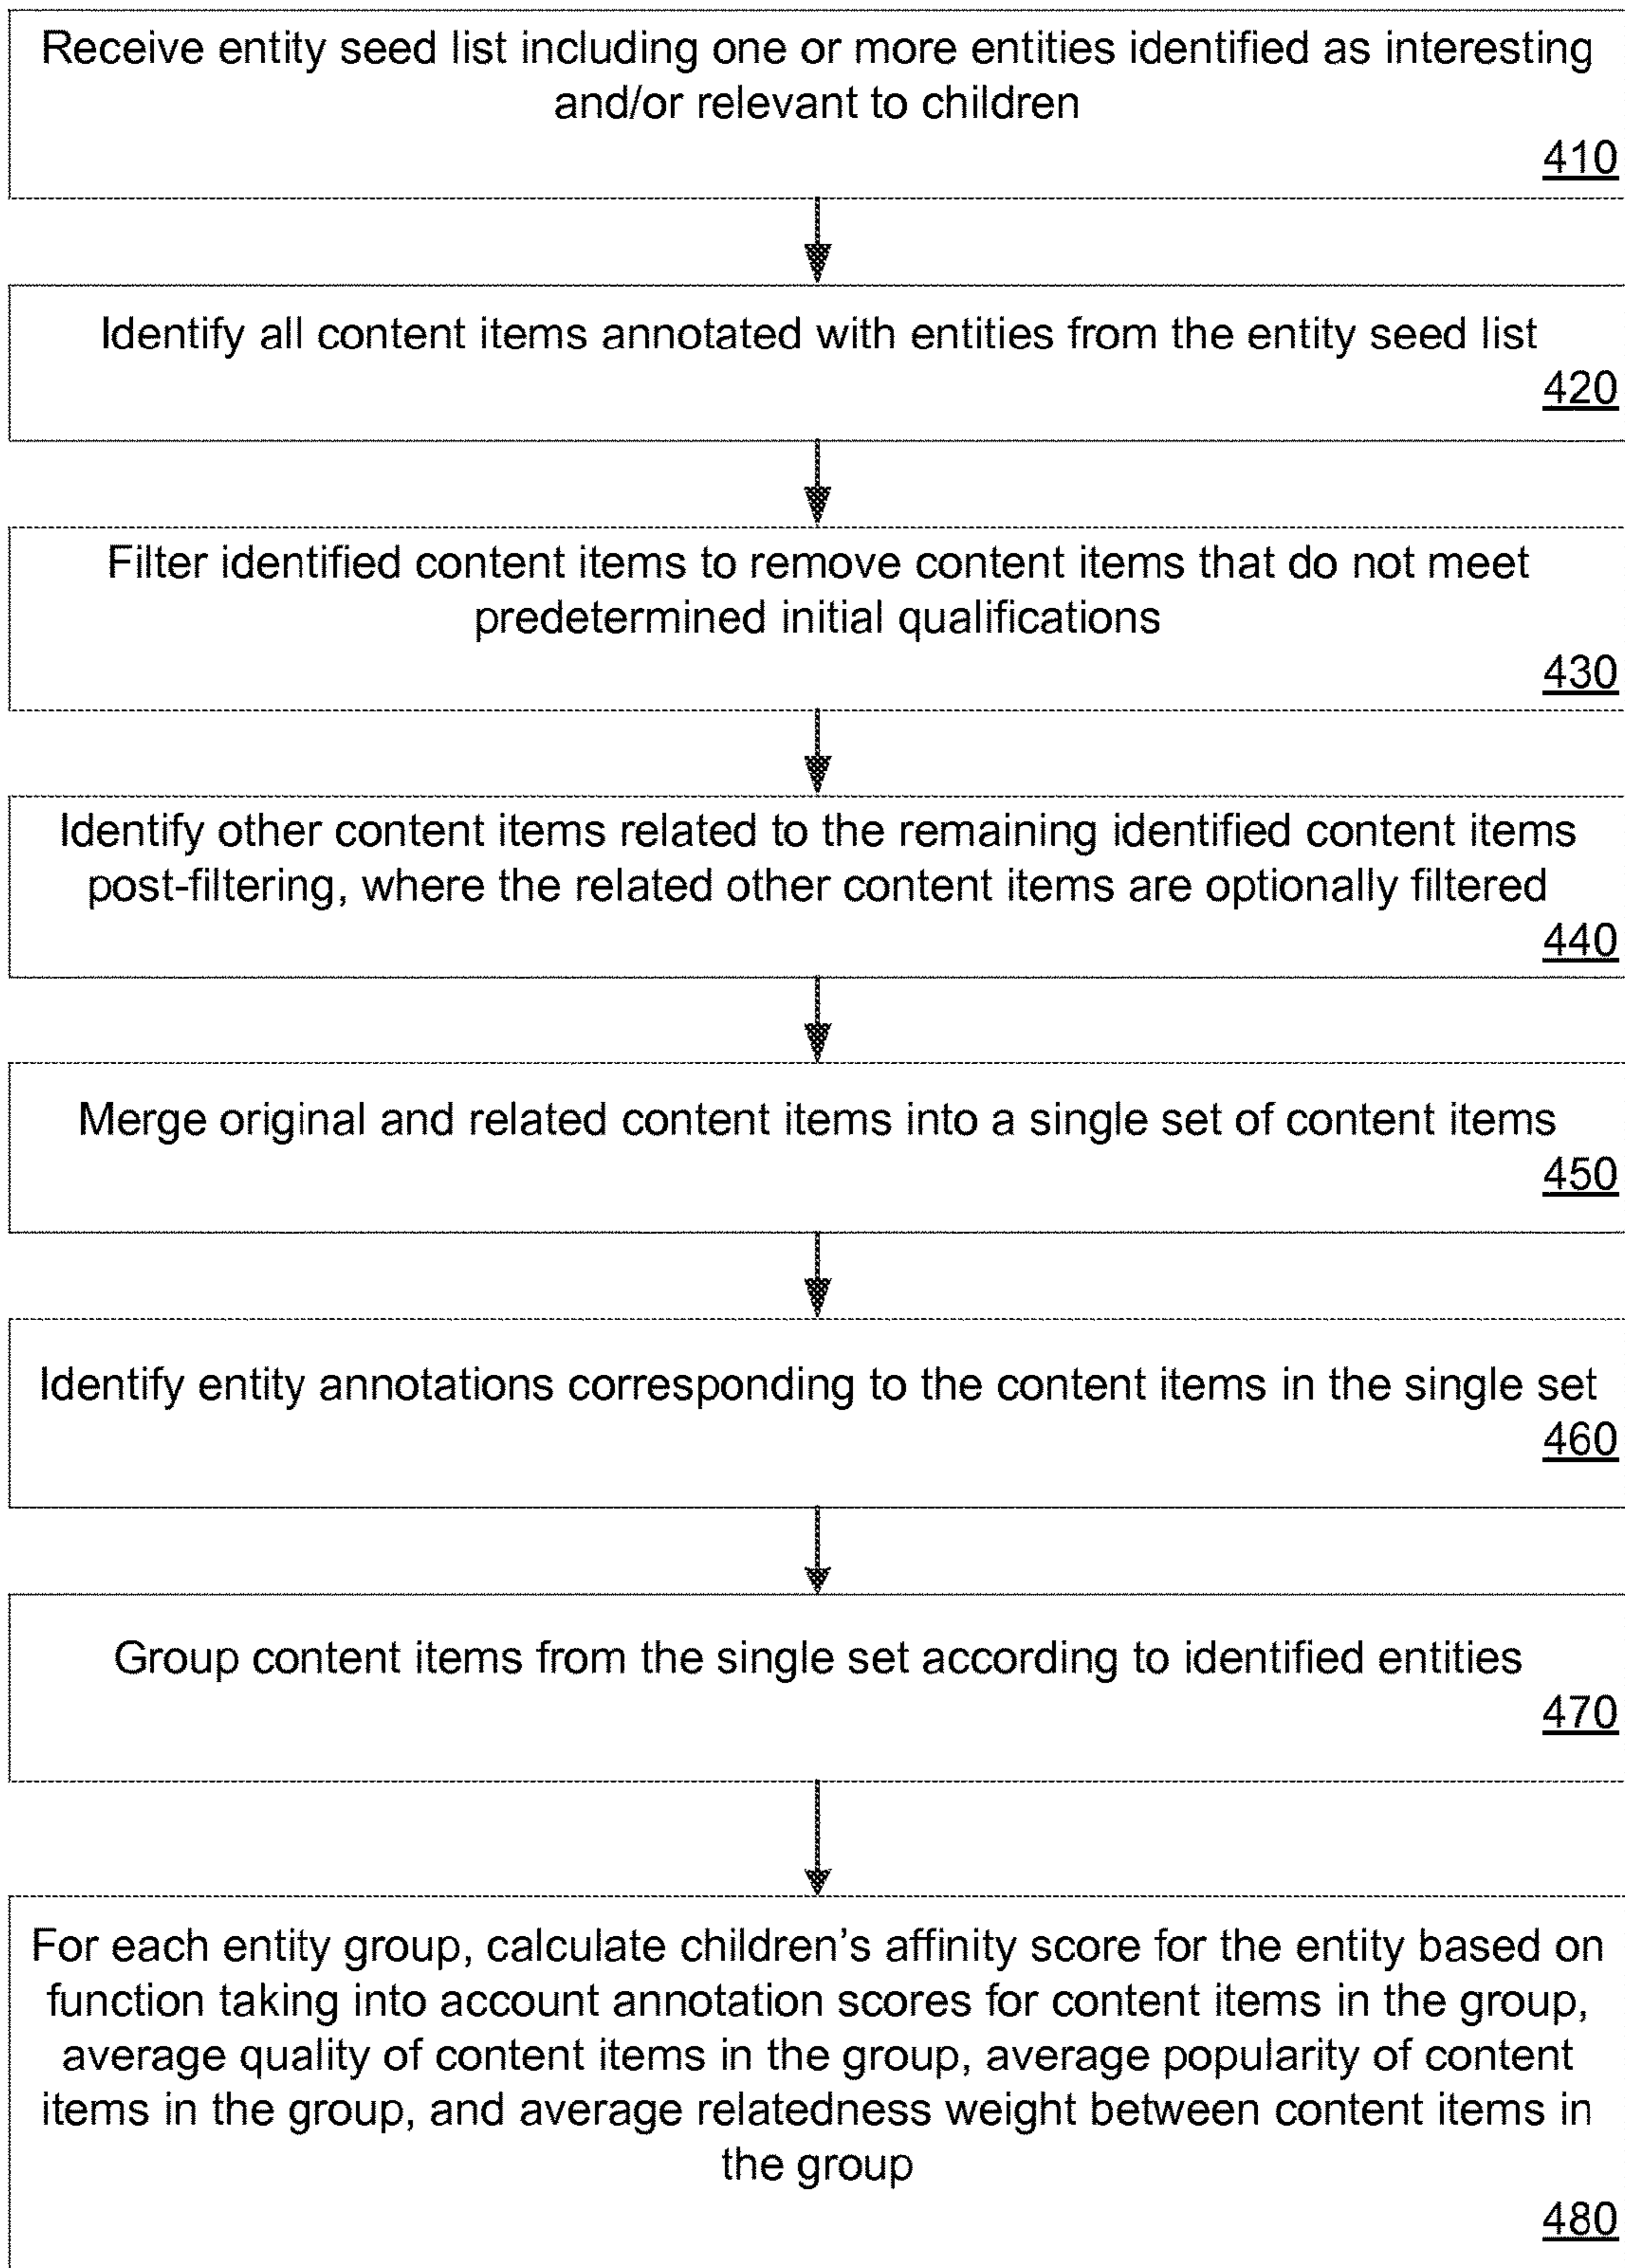 Receive entity seed list including one or more entities identified as interesting
and/or relevant to children
410
Identify all content items annotated with entities from the entity seed list
420
Filter identified content items to remove content items that do not meet
predetermined initial qualifications
430
Identify other content items related to the remaining identified content items
post-filtering, where the related other content items are optionally filtered
440
Merge original and related content items into a single set of content items
450
Identify entity annotations corresponding to the content items in the single set
460
Group content items from the single set according to identified entities
470
For each entity group, calculate children's affinity score for the entity based on
function taking into account annotation scores for content items in the group,
average quality of content items in the group, average popularity of content
items in the group, and average relatedness weight between content items in
the group
480